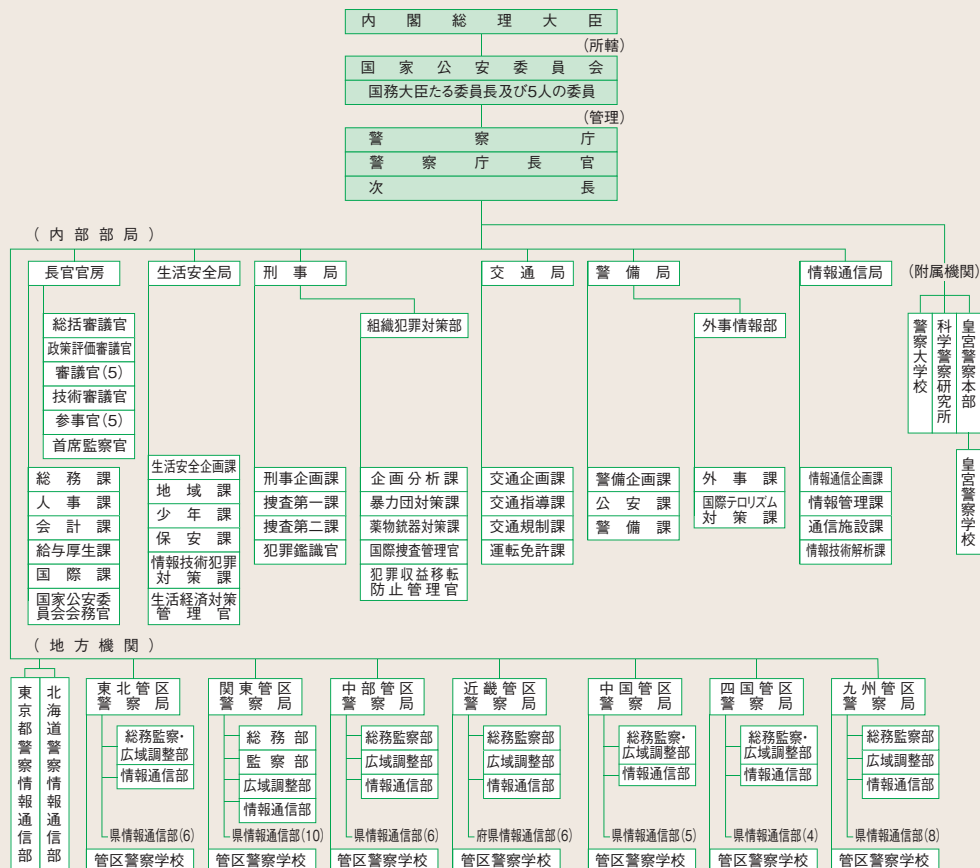 内閣総理大臣
(所轄)
国家公安委員会
国務大臣たる委員長及び5人の委員
(管理)
警察庁
警察庁長官
次長
(内部部局)
長官官房
総括審議官
政策評価審議官
審議官(5)
技術審議官
参事官(5)
首席監察官
総務課
人事課
会計課
給与厚生課
国際課
国家公安委
員会会務官
生活安全局
生活安全企画課
地域課
少年課
保安課
情報技術犯罪
対策課
生活経済対策
管理官
刑事局
刑事企画課
捜査第一課
捜査第二課
犯罪鑑識官
組織犯罪対策部
企画分析課
暴力団対策課
薬物銃器対策課
国際捜査管理官
犯罪収益移転
防止管理官
交通局
交通企画課
交通指導課
交通規制課
運転免許課
警備局
警備企画課
公安課
警備課
外事情報部
外事課
国際テロリズム
対策課
情報通信局
情報通信企画課
情報管理課
通信施設課
情報技術解析課
(附属機関)
警察大学校
科学警察研究所
皇宮警察本部
皇宮警察学校
(地方機関)
東京都警察情報通信部
北海道警察情報通信部
東北管区
警察局
総務監察・
広域調整部
情報通信部
県情報通信部(6)
管区警察学校
関東管区
警察局
総務部
監察部
広域調整部
情報通信部
県情報通信部(10)
管区警察学校
中部管区
警察局
総務監察部
広域調整部
情報通信部
県情報通信部(6)
管区警察学校
近畿管区
警察局
総務監察部
広域調整部
情報通信部
府県情報通信部(6)
管区警察学校
中国管区
警察局
総務監察・
広域調整部
情報通信部
県情報通信部(5)
管区警察学校
四国管区
警察局
総務監察・
広域調整部
情報通信部
県情報通信部(4)
管区警察学校
九州管区
警察局
総務監察部
広域調整部
情報通信部
県情報通信部(8)
管区警察学校